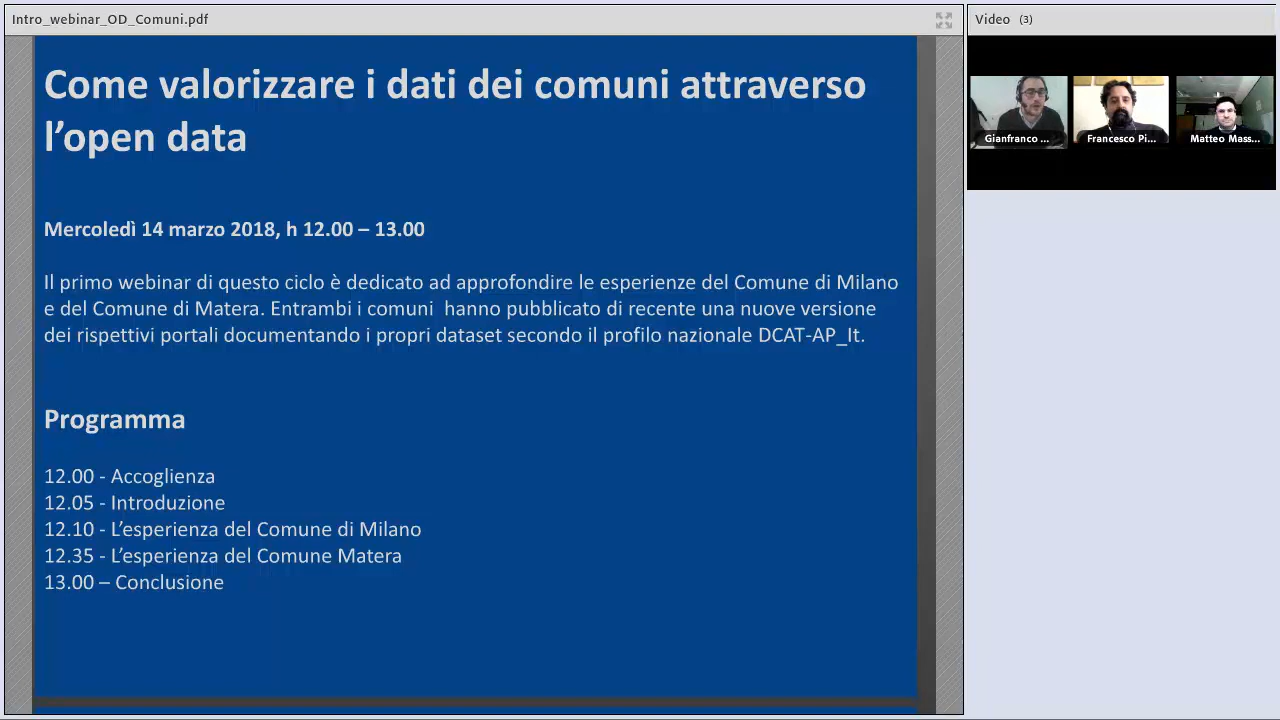 Intro_webinar_OD_Comuni.pdf
Video (3)
Gianfranco ...
Francesco Pi...
Matteo Mass...
Come valorizzare i dati dei comuni attraverso
l’open data
Mercoledì 14 marzo 2018, h 12.00 – 13.00
Il primo webinar di questo ciclo è dedicato ad approfondire le esperienze del Comune di Milano
e del Comune di Matera. Entrambi i comuni  hanno pubblicato di recente una nuove versione
dei rispettivi portali documentando i propri dataset secondo il profilo nazionale DCAT-AP_It.
Programma
12.00 - Accoglienza
12.05 - Introduzione
12.10 - L’esperienza del Comune di Milano
12.35 - L’esperienza del Comune Matera
13.00 – Conclusione